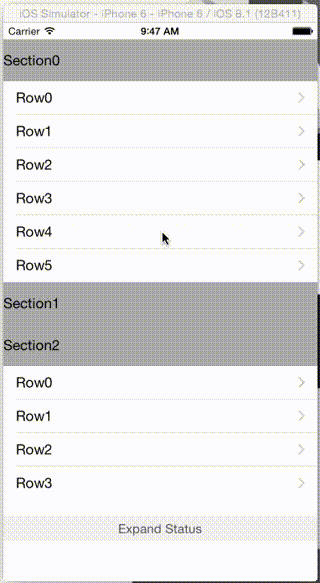 iOS Simulator - iPhone 6 - iPhone 6 / iOS 8.1 (12B411)
Carrier 9:47 AM
Section0
Row0
Row1
Row2
Row3
Row4
Row5
Section1
Section2
Row0
Row1
Row2
Row3
Expand Status